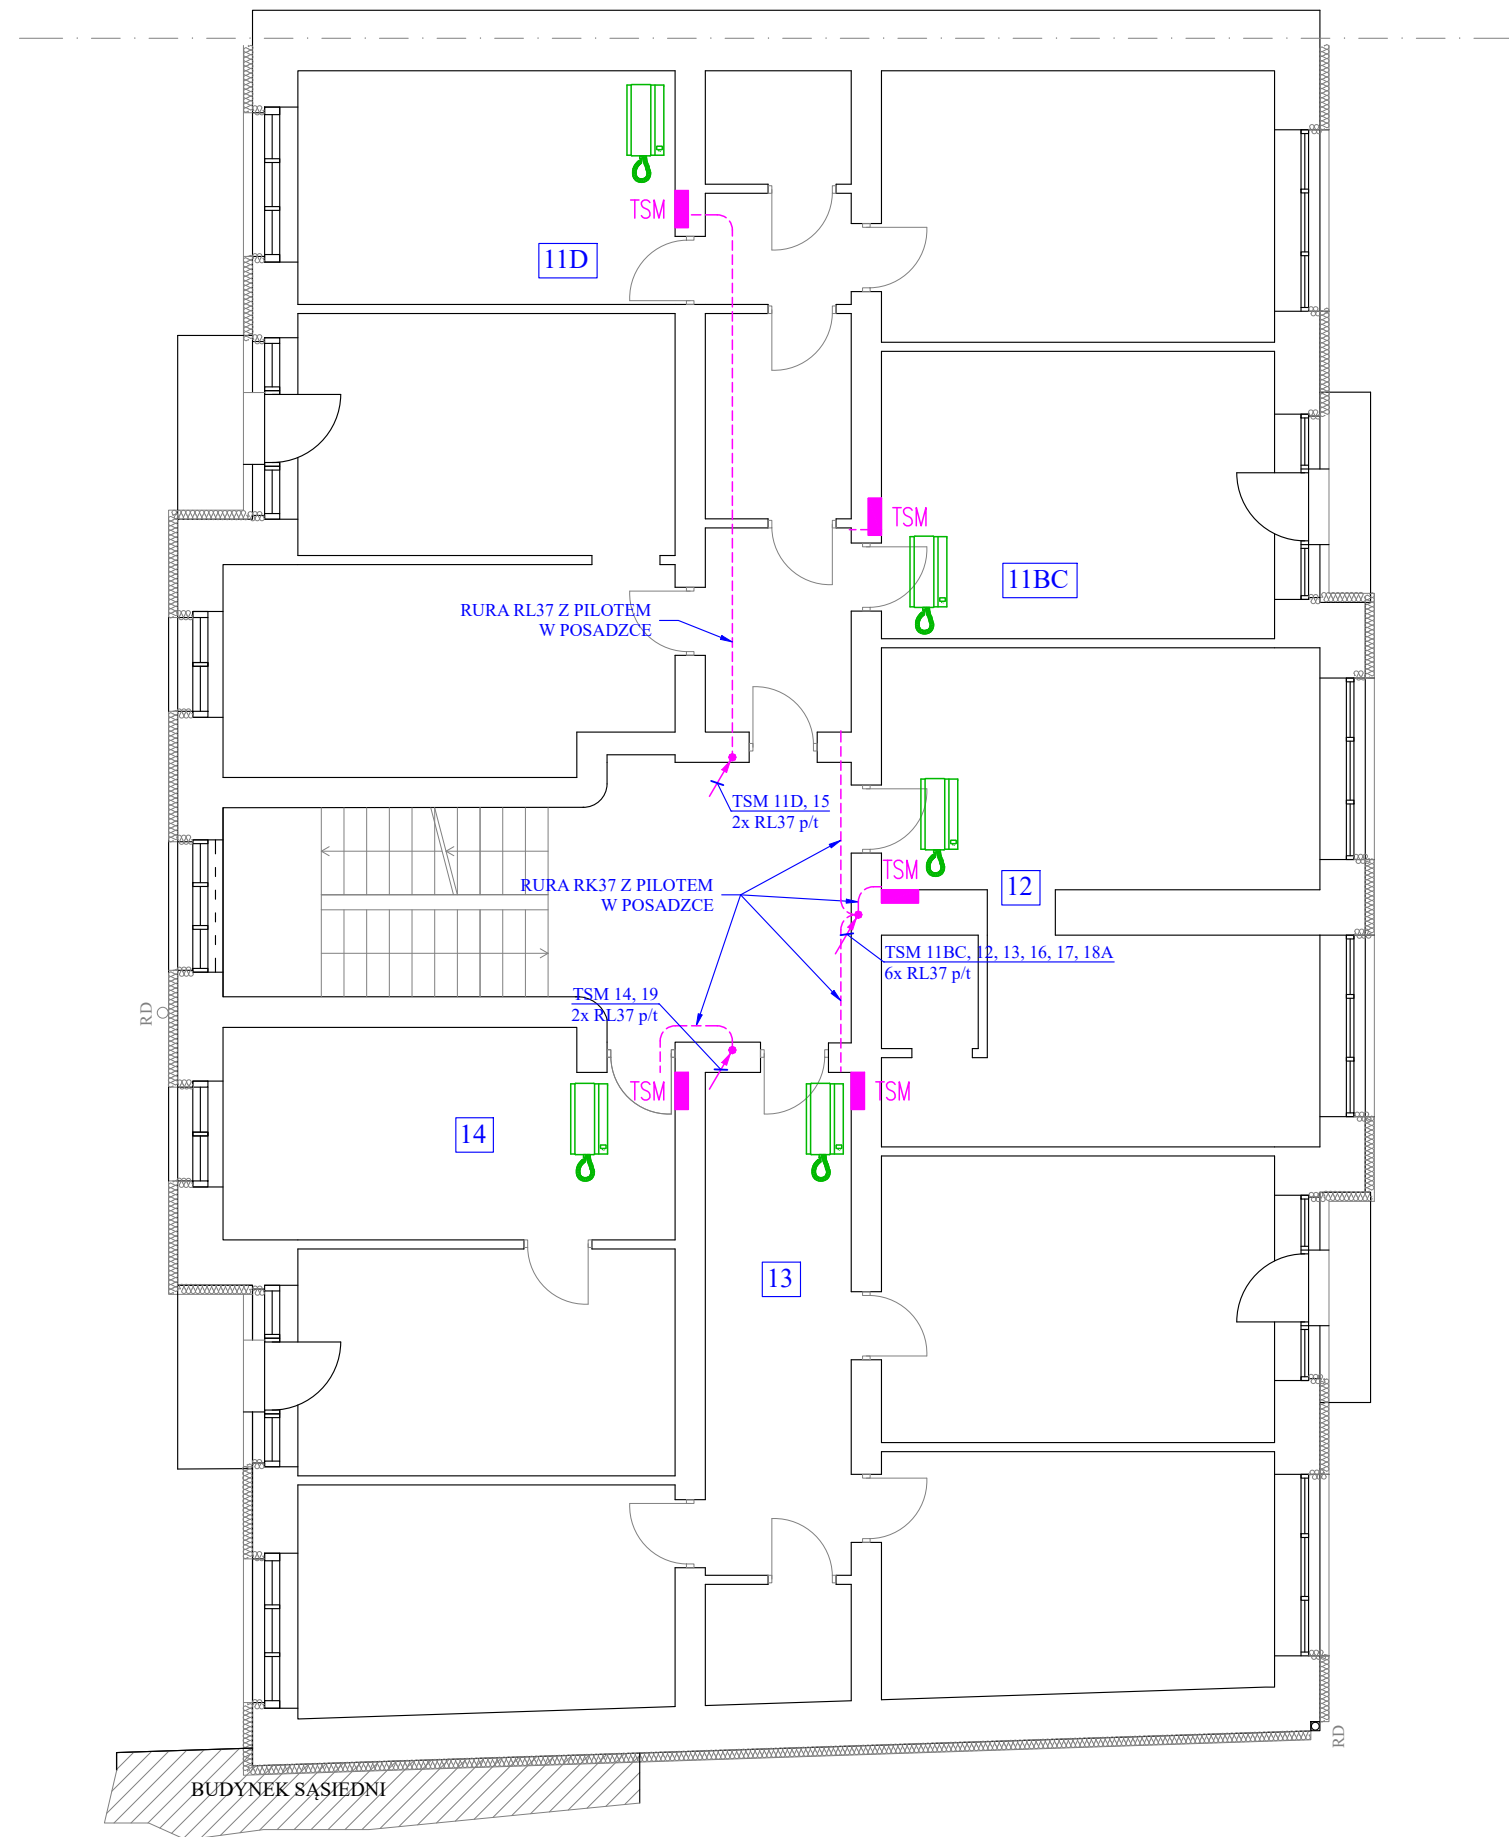 TSM
11D
TSM
11BC
RURA RL37 Z PILOTEM
W POSADZCE
TSM 11D, 15
2x RL37 p/t
TSM
12
RURA RK37 Z PILOTEM
W POSADZCE
TSM 11BC, 12, 13, 16, 17, 18A
6x RL37 p/t
TSM 14, 19
2x RL37 p/t
RD
TSM
TSM
14
13
RD
BUDYNEK SĄSIEDNI